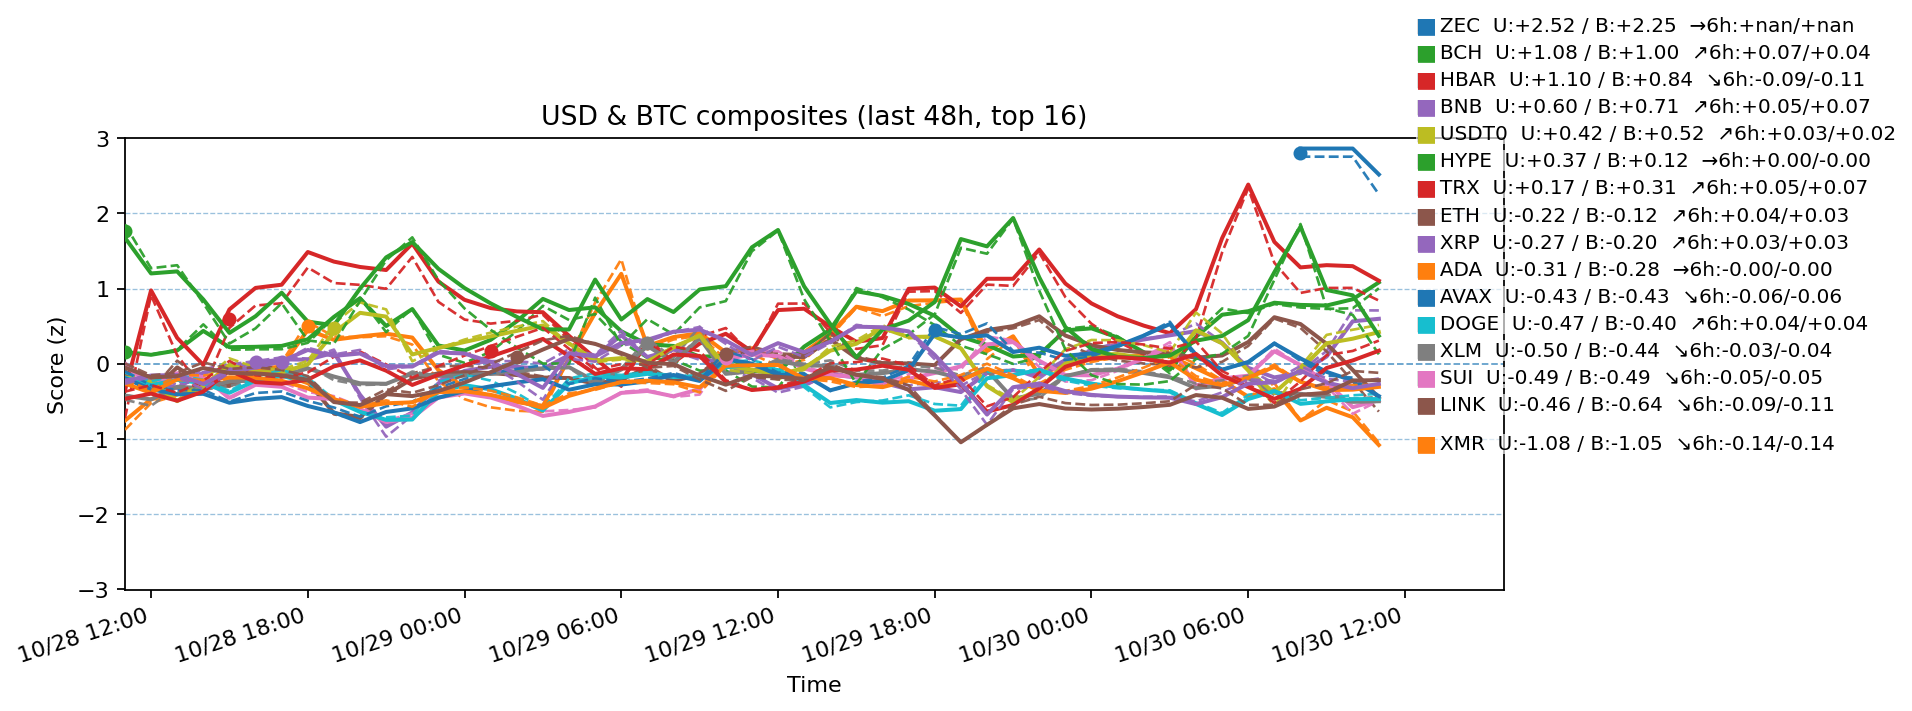 ZEC U:+2.52 / B:+2.25 →6h:+nan/+nan
BCH U:+1.08 / B:+1.00 ↗6h:+0.07/+0.04
HBAR U:+1.10 / B:+0.84 ↘6h:-0.09/-0.11
BNB U:+0.60 / B:+0.71 ↗6h:+0.05/+0.07
USDT0 U:+0.42 / B:+0.52 ↗6h:+0.03/+0.02
HYPE U:+0.37 / B:+0.12 →6h:+0.00/-0.00
TRX U:+0.17 / B:+0.31 ↗6h:+0.05/+0.07
ETH U:-0.22 / B:-0.12 ↗6h:+0.04/+0.03
XRP U:-0.27 / B:-0.20 ↗6h:+0.03/+0.03
ADA U:-0.31 / B:-0.28 →6h:-0.00/-0.00
AVAX U:-0.43 / B:-0.43 ↘6h:-0.06/-0.06
DOGE U:-0.47 / B:-0.40 ↗6h:+0.04/+0.04
XLM U:-0.50 / B:-0.44 ↘6h:-0.03/-0.04
SUI U:-0.49 / B:-0.49 ↘6h:-0.05/-0.05
LINK U:-0.46 / B:-0.64 ↘6h:-0.09/-0.11
XMR U:-1.08 / B:-1.05 ↘6h:-0.14/-0.14
USD & BTC composites (last 48h, top 16)
Score (z)
3
2
1
0
−1
−2
−3
10/28 12:00
10/28 18:00
10/29 00:00
10/29 06:00
10/29 12:00
10/29 18:00
10/30 00:00
10/30 06:00
10/30 12:00
Time